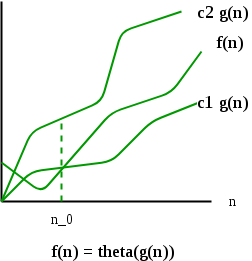 c2 g(n)
f(n)
c1 g(n)
n
n_0
f(n) = theta(g(n))